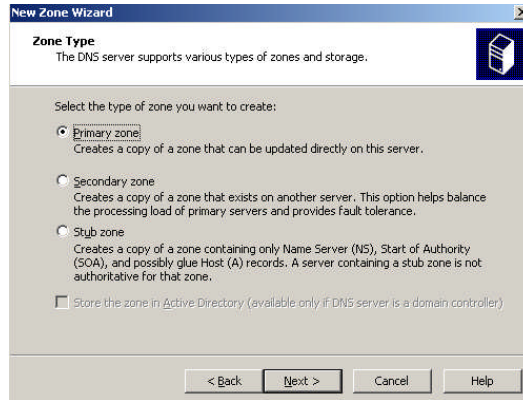 New Zone Wizard
Zone Type
The DNS server supports various types of zones and storage.
Select the type of zone you want to create:
Primary zone
Creates a copy of a zone that can be updated directly on this server.
Secondary zone
Creates a copy of a zone that exists on another server. This option helps balance
the processing load of primary servers and provides fault tolerance.
Stub zone
Creates a copy of a zone containing only Name Server (NS), Start of Authority
(SOA), and possibly glue Host (A) records. A server containing a stub zone is not
authoritative for that zone.
Store the zone in Active Directory (available only if DNS server is a domain controller)
< Back Next > Cancel Help